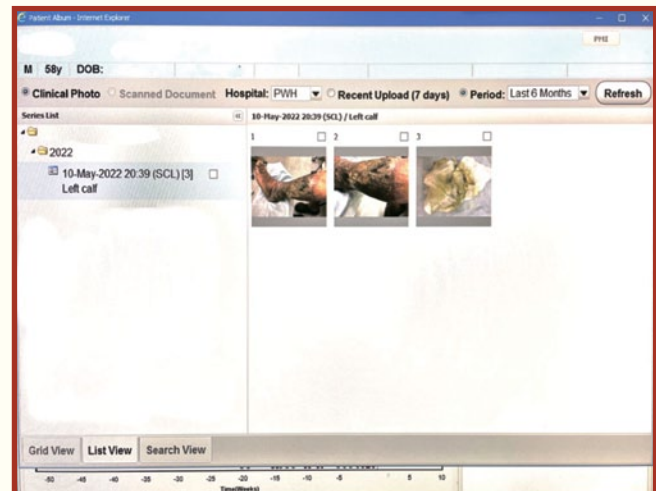 Patient Album - Internet Explorer
PMI
M 58y DOB:
Clinical Photo Scanned Document Hospital: PWH Recent Upload (7 days) Period: Last 6 Months Refresh
Series List
10-May-2022 20:39 (SCL) / Left calf
2022
10-May-2022 20:39 (SCL) [3]
Left calf
1 2 3
Grid View List View Search View
-50 -45 -40 -35 -30 -25 -20 -15 -10 -5 5 10
Time(Weeks)